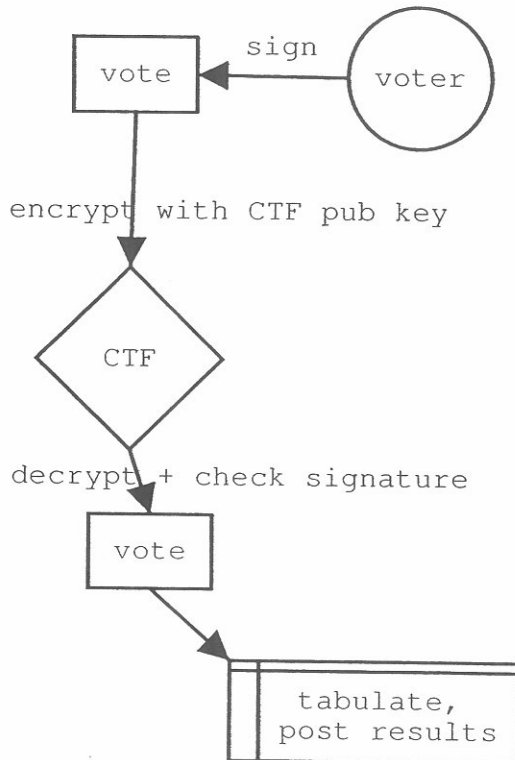 sign
vote
voter
encrypt with CTF pub key
CTF
decrypt + check signature
vote
tabulate,
post results